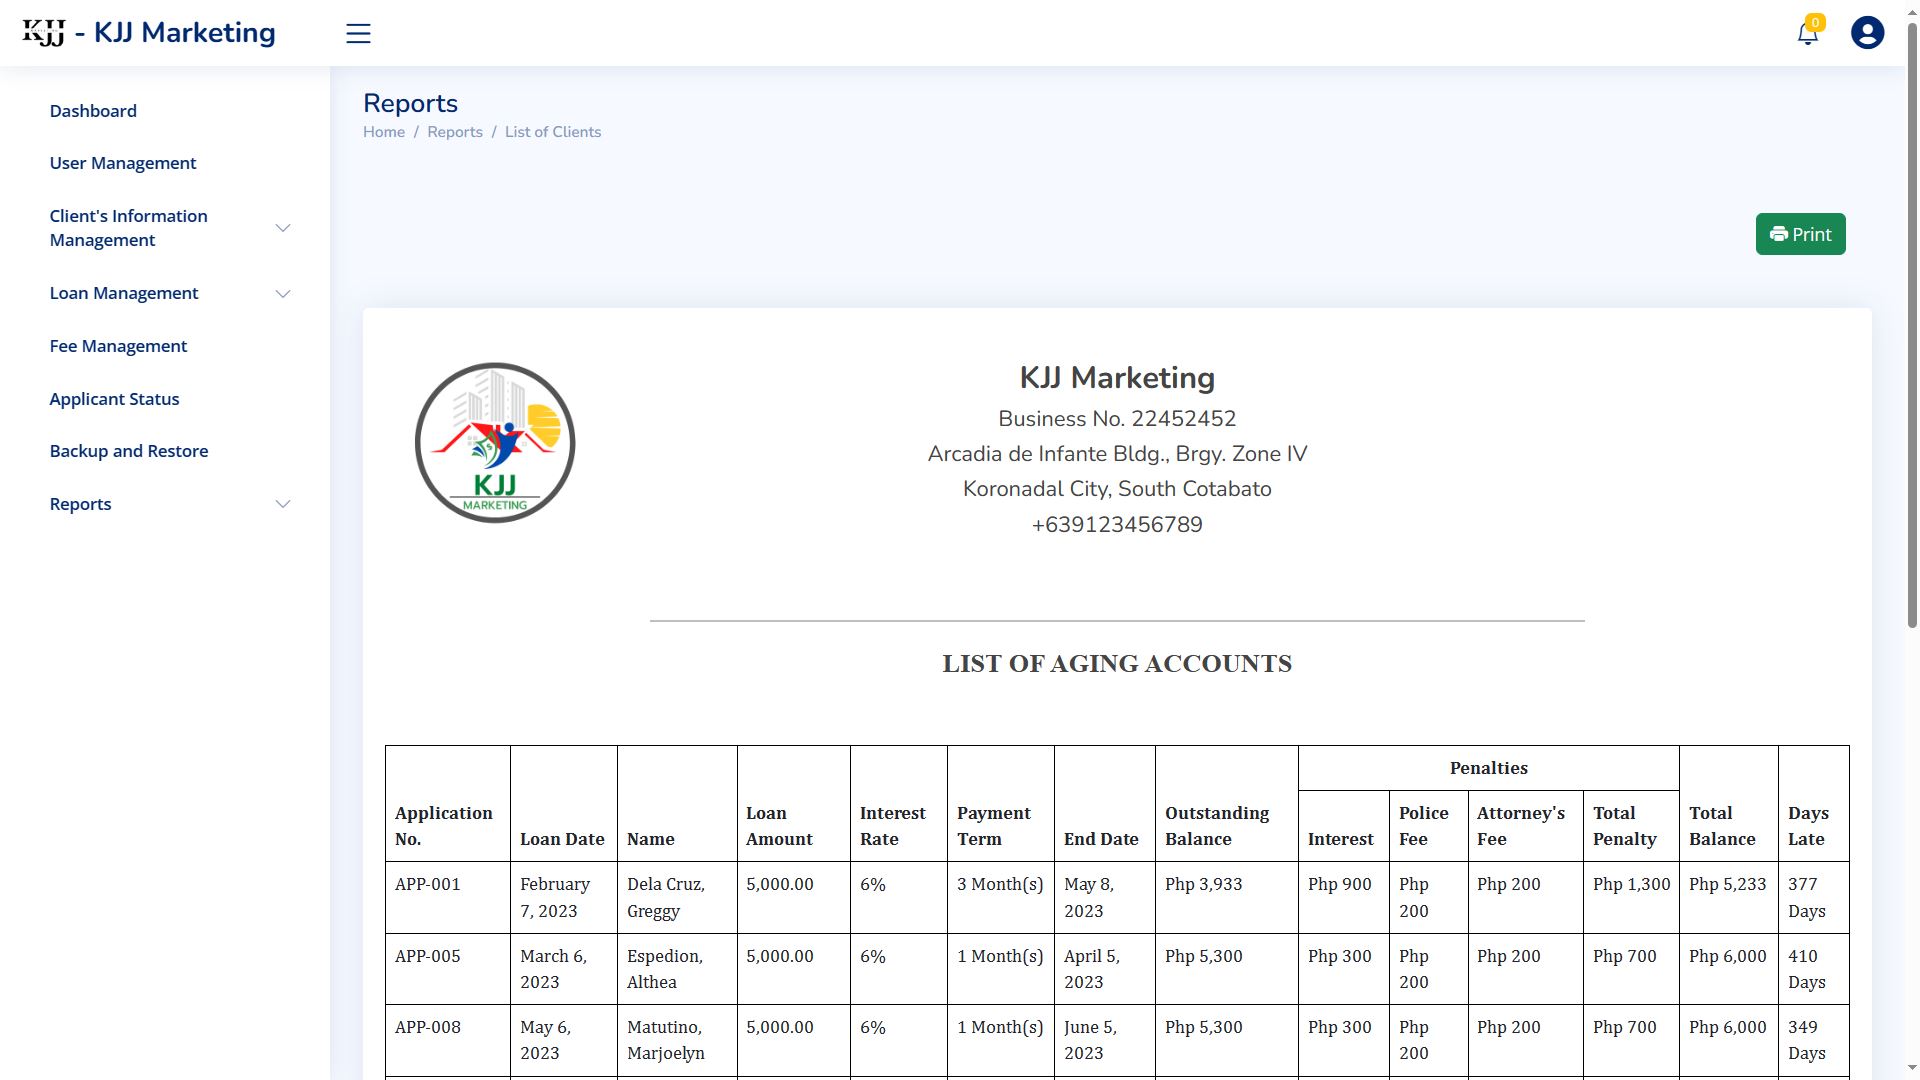 KJJ - KJJ Marketing
0
Dashboard
User Management
Client's Information
Management
Loan Management
Fee Management
Applicant Status
Backup and Restore
Reports
Reports
Home / Reports / List of Clients
Print
KJJ
MARKETING
KJJ Marketing
Business No. 22452452
Arcadia de Infante Bldg., Brgy. Zone IV
Koronadal City, South Cotabato
+639123456789
LIST OF AGING ACCOUNTS
Penalties
Application Loan Interest Payment Outstanding Police Attorney's Total Total Days
No. Loan Date Name Amount Rate Term End Date Balance Interest Fee Fee Penalty Balance Late
APP-001 February Dela Cruz, 5,000.00 6% 3 Month(s) May 8, Php 3,933 Php 900 Php Php 200 Php 1,300 Php 5,233 377
7, 2023 Greggy 2023 200 Days
APP-005 March 6, Espedion, 5,000.00 6% 1 Month(s) April 5, Php 5,300 Php 300 Php Php 200 Php 700 Php 6,000 410
2023 Althea 2023 200 Days
APP-008 May 6, Matutino, 5,000.00 6% 1 Month(s) June 5, Php 5,300 Php 300 Php Php 200 Php 700 Php 6,000 349
2023 Marjoelyn 2023 200 Days